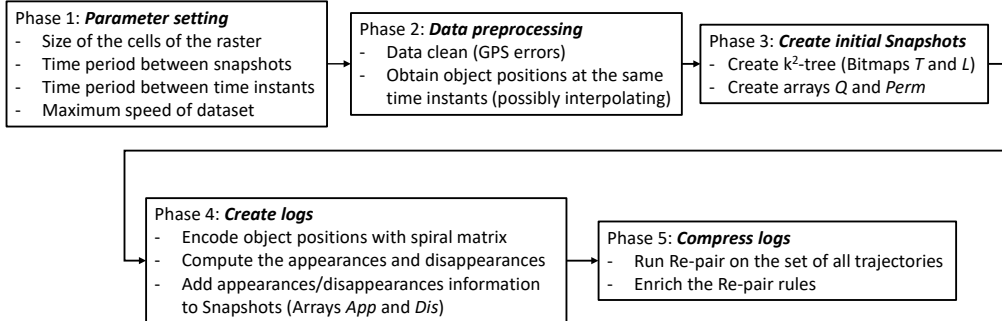 Phase 1: Parameter setting
- Size of the cells of the raster
- Time period between snapshots
- Time period between time instants
- Maximum speed of dataset
Phase 2: Data preprocessing
- Data clean (GPS errors)
- Obtain object positions at the same
time instants (possibly interpolating)
Phase 3: Create initial Snapshots
- Create k²-tree (Bitmaps T and L)
- Create arrays Q and Perm
Phase 4: Create logs
- Encode object positions with spiral matrix
- Compute the appearances and disappearances
- Add appearances/disappearances information
to Snapshots (Arrays App and Dis)
Phase 5: Compress logs
- Run Re-pair on the set of all trajectories
- Enrich the Re-pair rules